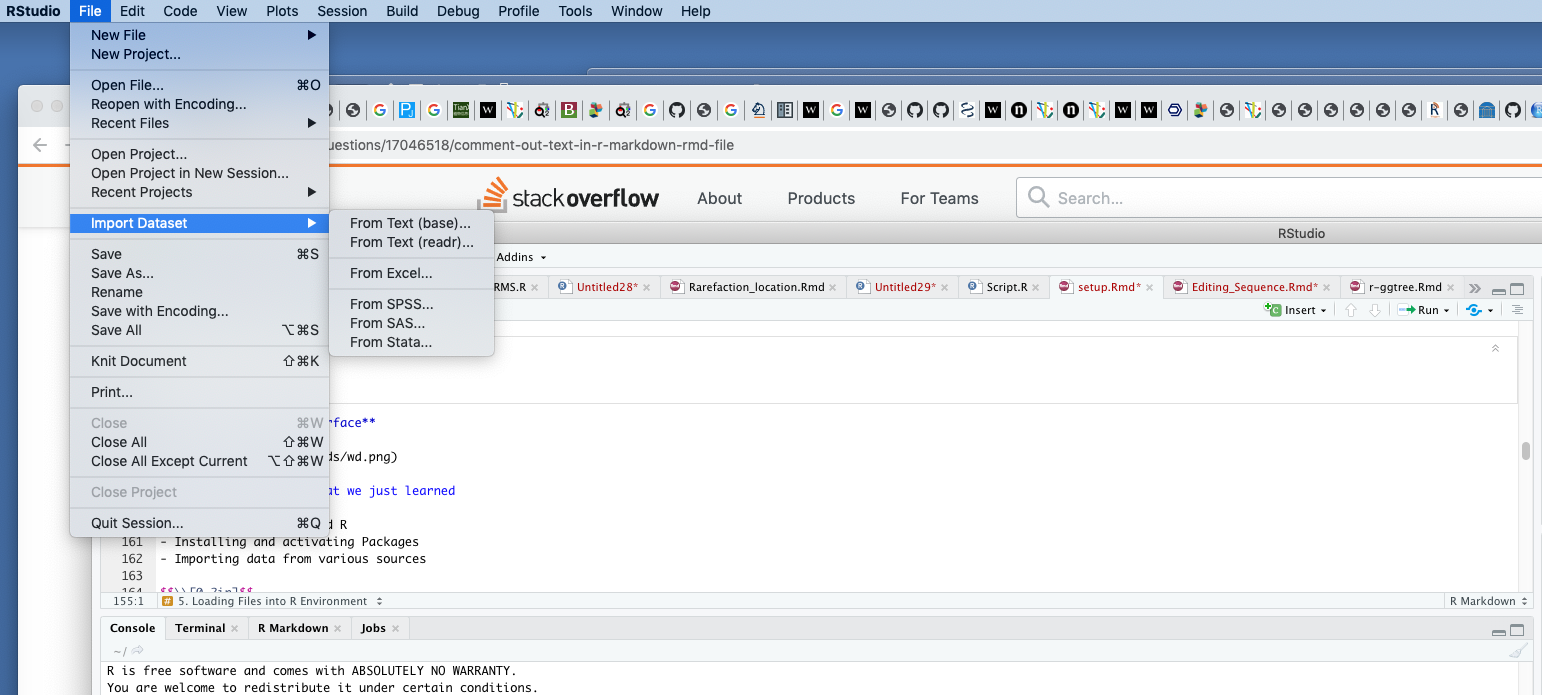 RStudio File Edit Code View Plots Session Build Debug Profile Tools Window Help
New File
New Project...
Open File... ⌘O
Reopen with Encoding...
Recent Files
Open Project...
Open Project in New Session...
Recent Projects
Import Dataset
Save ⌘S
Save As...
Rename
Save with Encoding...
Save All ⌥⌘S
Knit Document ⇧⌘K
Print...
Close ⌘W
Close All ⇧⌘W
Close All Except Current ⌥⇧⌘W
Close Project
Quit Session... ⌘Q
From Text (base)...
From Text (readr)...
From Excel...
From SPSS...
From SAS...
From Stata...
uestions/17046518/comment-out-text-in-r-markdown-rmd-file
stackoverflow About Products For Teams Search...
RStudio
Addins
RMS.R Untitled28* Rarefaction_location.Rmd Untitled29* Script.R setup.Rmd* Editing_Sequence.Rmd* r-ggtree.Rmd
Insert Run
rface**
ds/wd.png)
at we just learned
d R
161 - Installing and activating Packages
162 - Importing data from various sources
163
155:1 # 5. Loading Files into R Environment R Markdown
Console Terminal R Markdown Jobs
~/
R is free software and comes with ABSOLUTELY NO WARRANTY.
You are welcome to redistribute it under certain conditions.